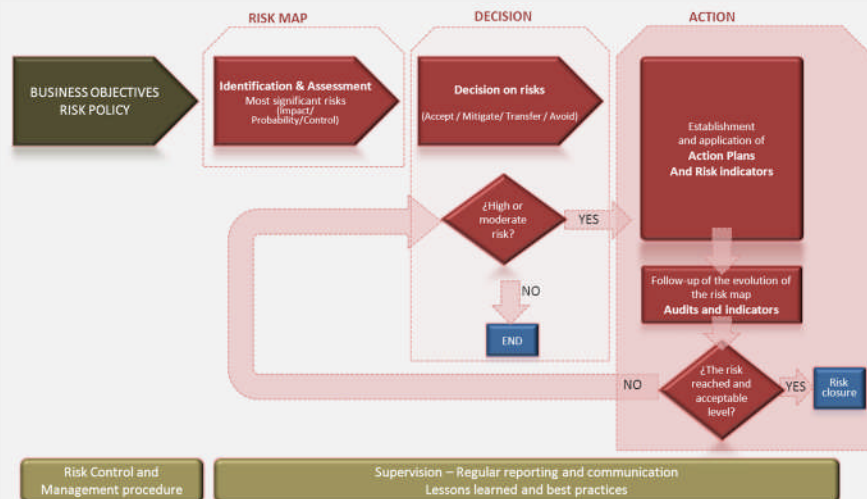 RISK MAP
DECISION
ACTION
BUSINESS OBJECTIVES
RISK POLICY
Identification & Assessment
Most significant risks
(Impact/
Probability/Control)
Decision on risks
(Accept / Mitigate/ Transfer / Avoid)
Establishment
and application of
Action Plans
And Risk indicators
¿High or
moderate
risk?
YES
NO
END
Follow-up of the evolution of
the risk map
Audits and indicators
¿The risk
reached and
acceptable
level?
NO
YES
Risk
closure
Risk Control and
Management procedure
Supervision – Regular reporting and communication
Lessons learned and best practices